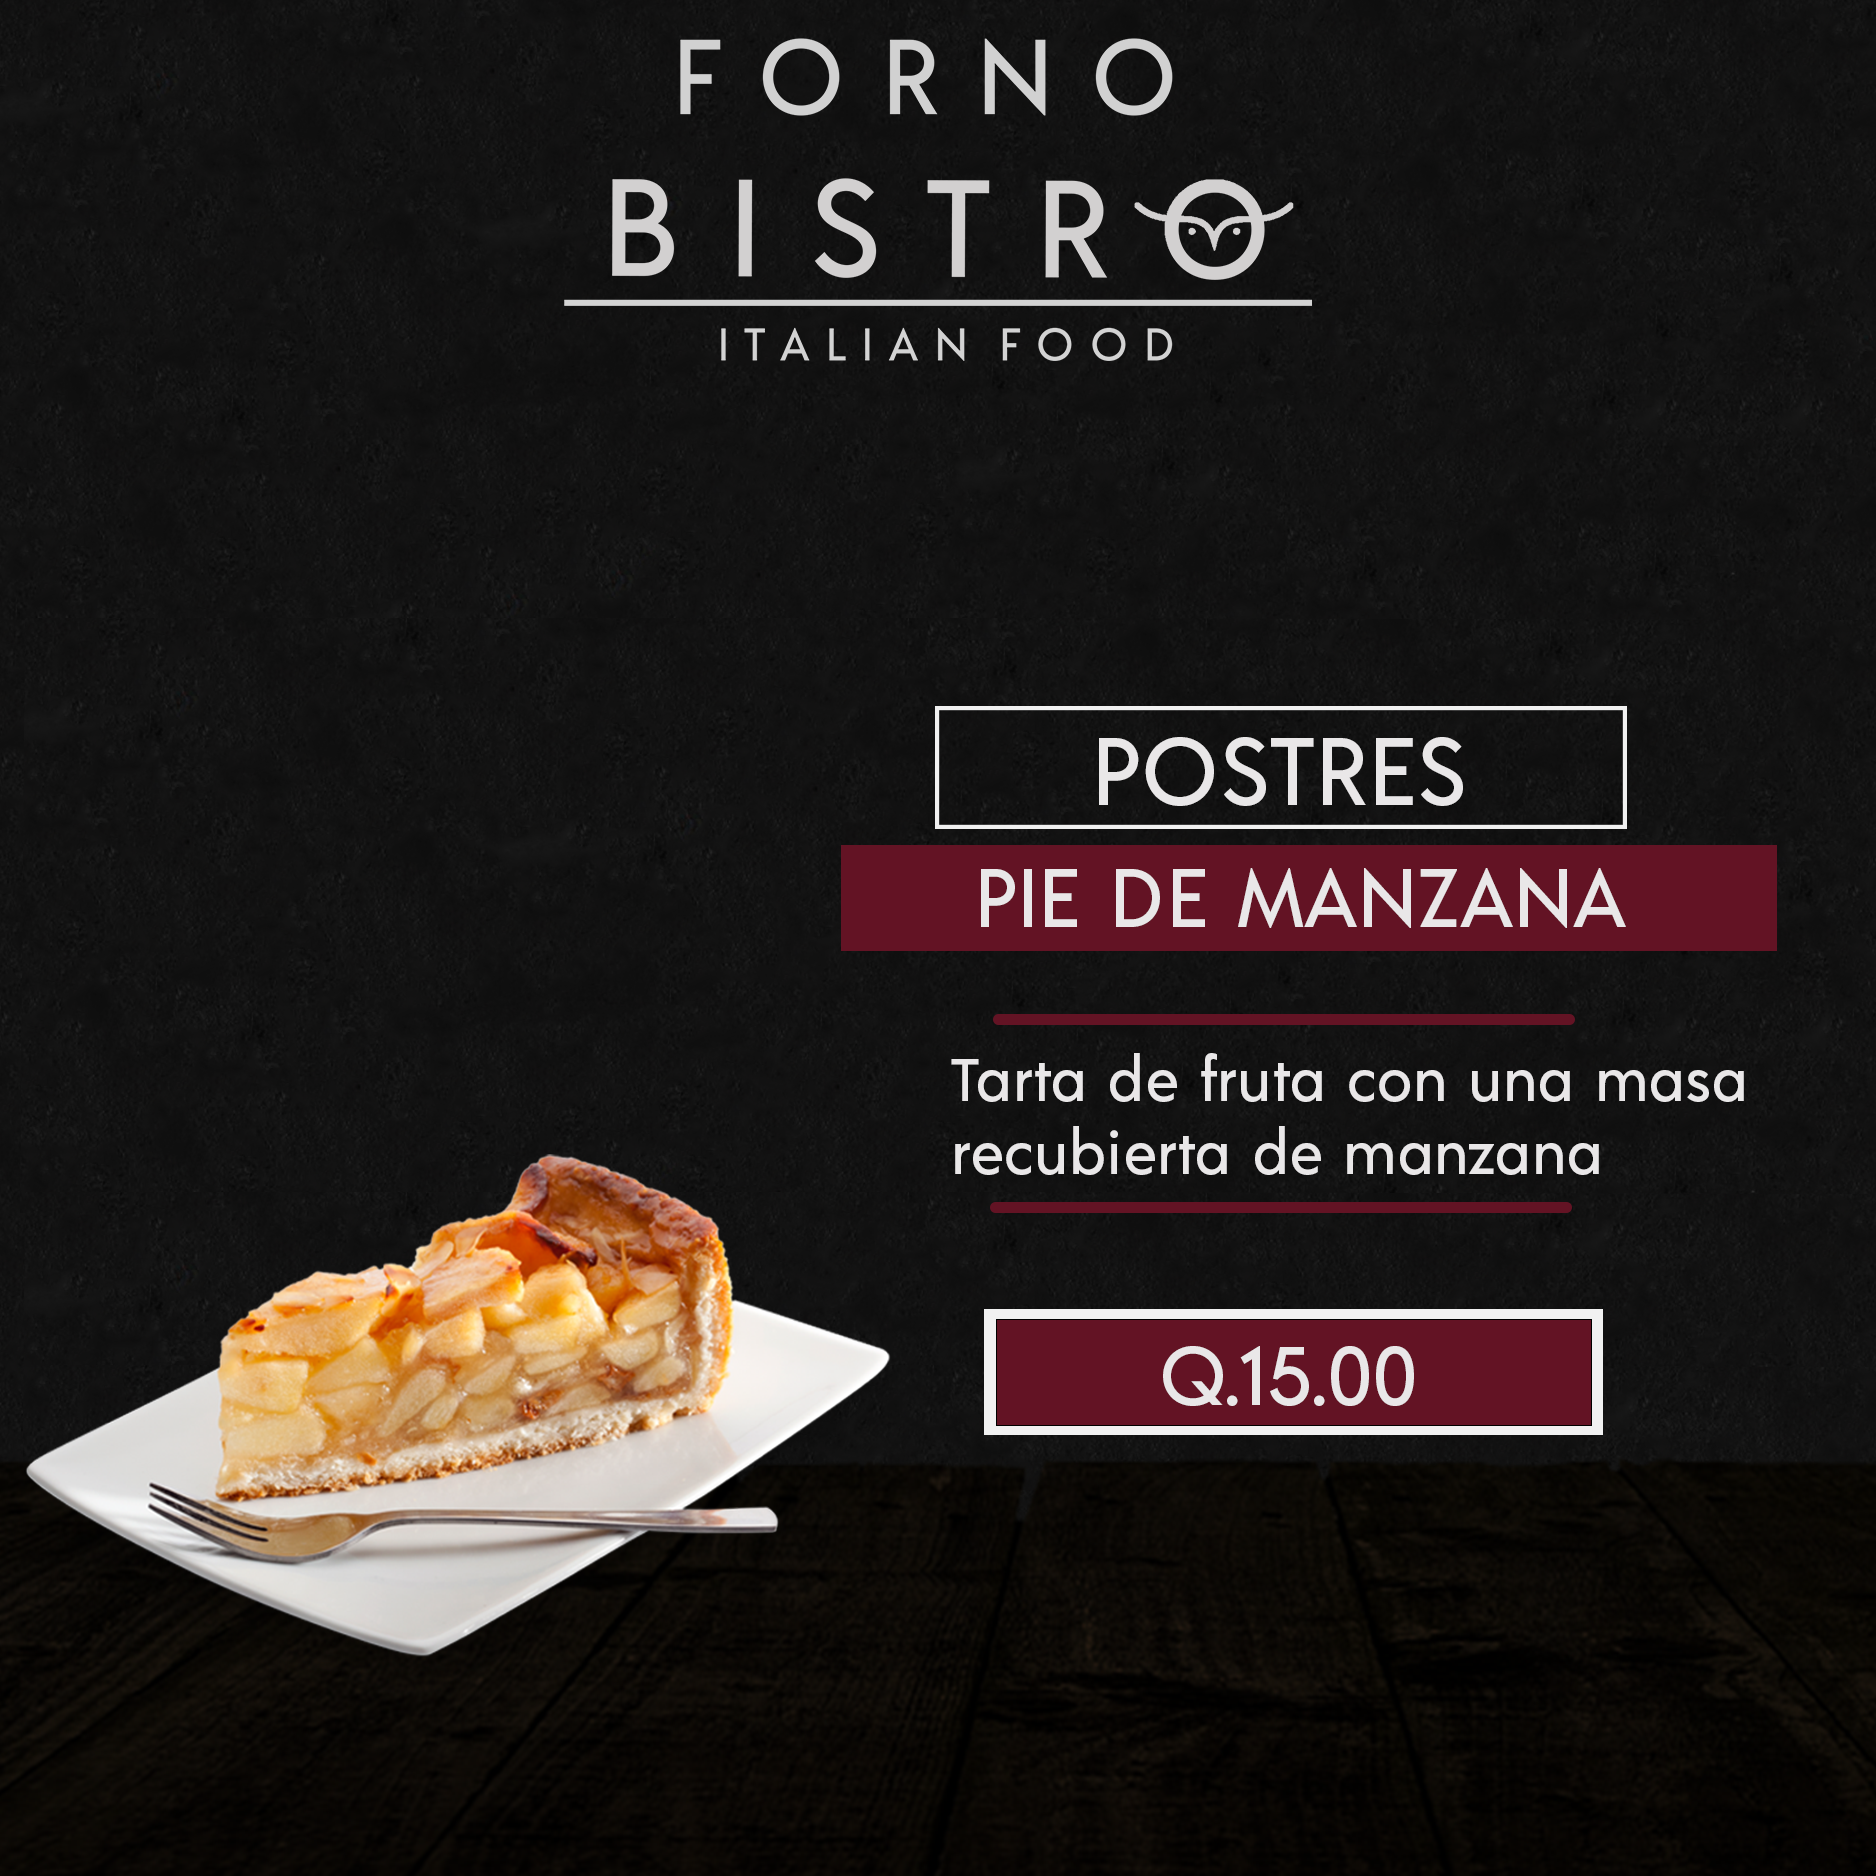 FORNO
BISTRO
ITALIAN FOOD
POSTRES
PIE DE MANZANA
Tarta de fruta con una masa
recubierta de manzana
Q.15.00